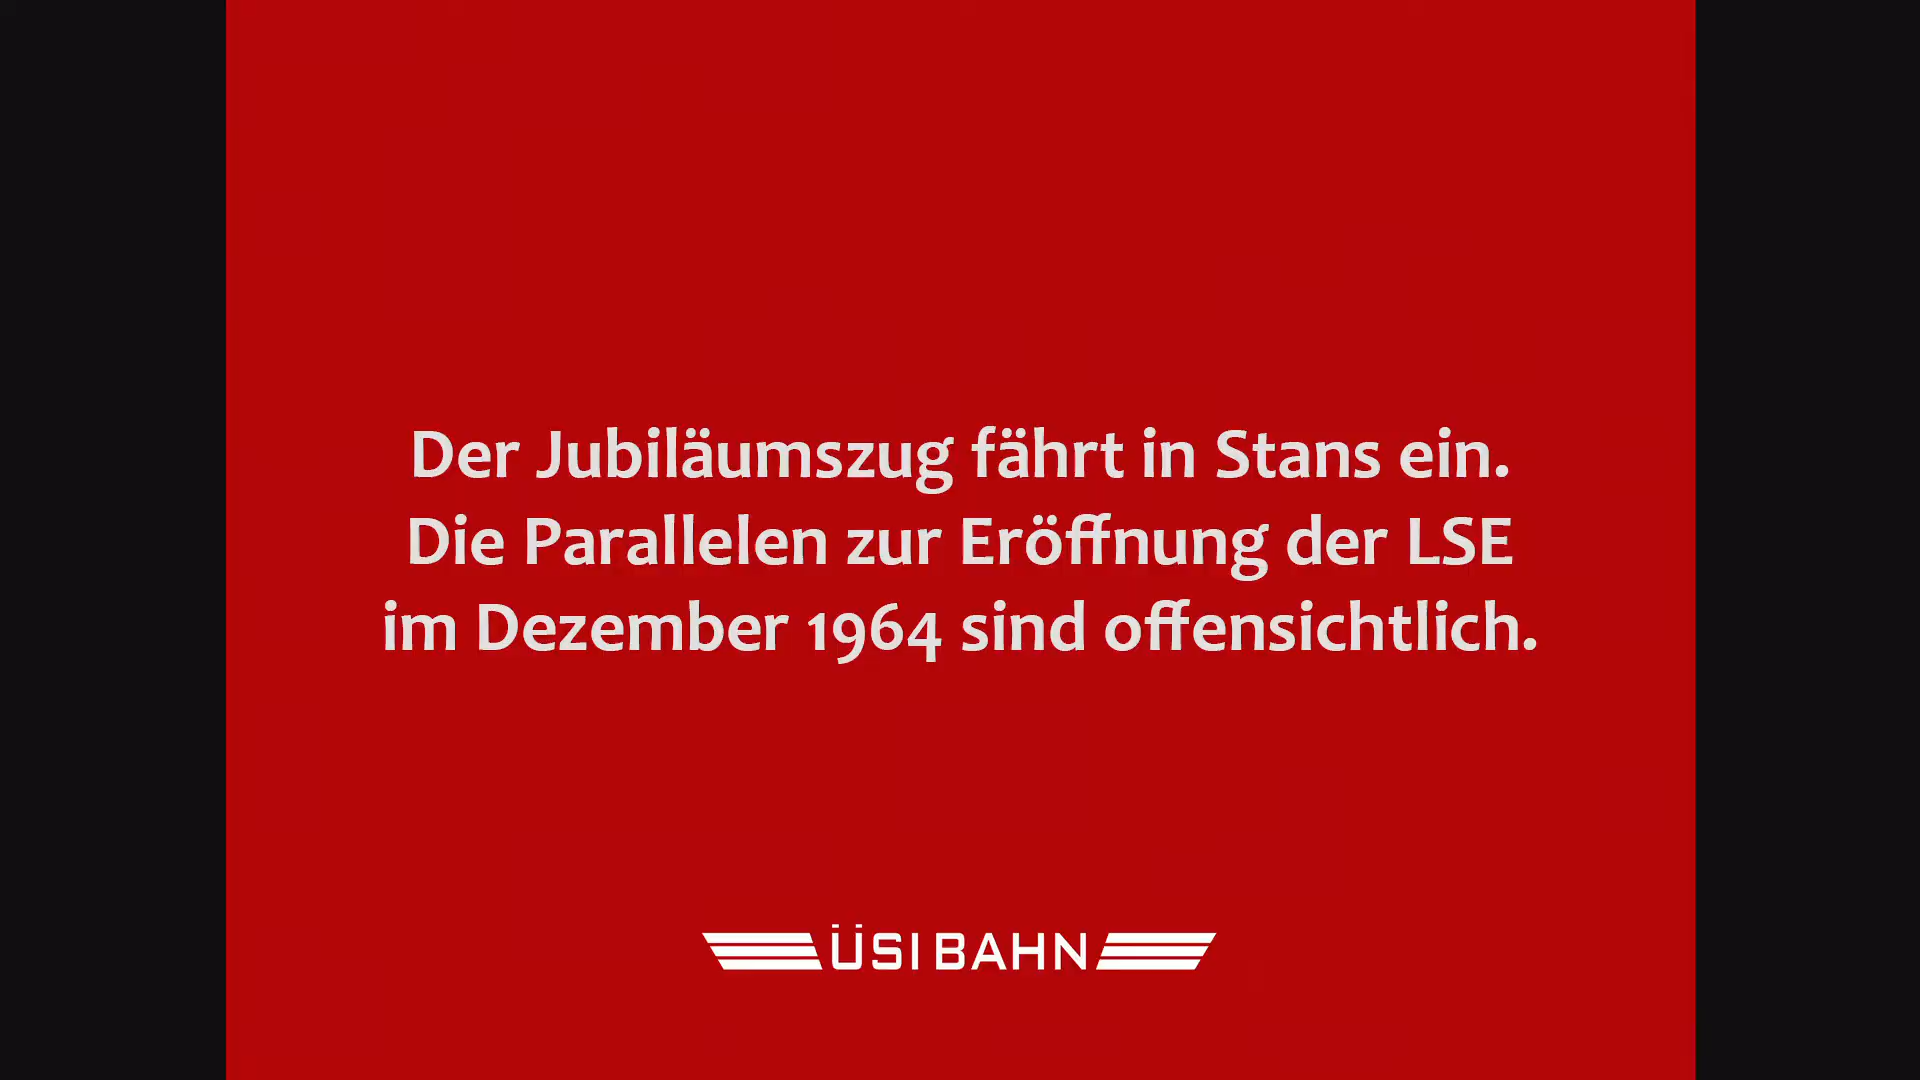 Der Jubiläumszug fährt in Stans ein.
Die Parallelen zur Eröffnung der LSE
im Dezember 1964 sind offensichtlich.
ÜSI BAHN